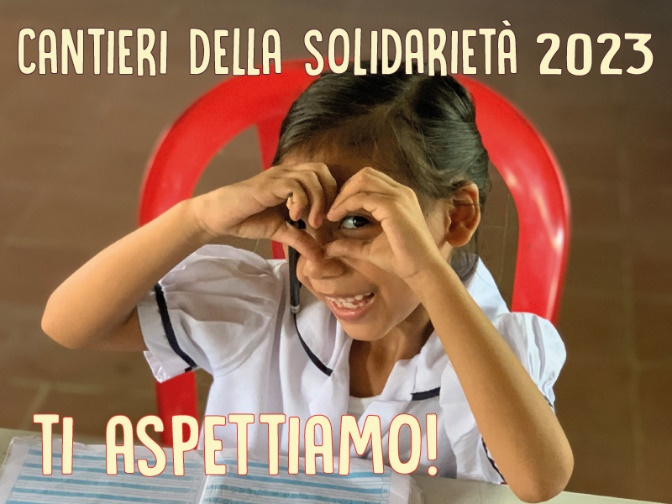 CANTIERI DELLA SOLIDARIETÀ 2023
TI ASPETTIAMO!